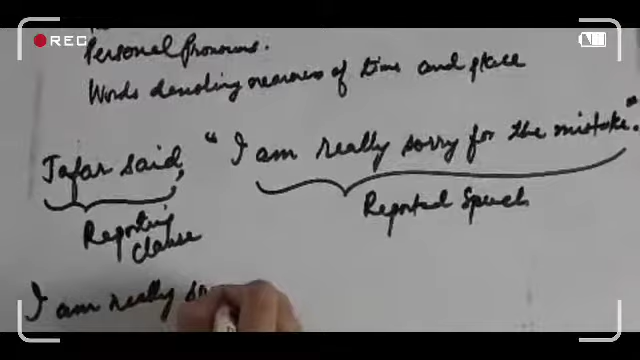 REC
Personal Pronouns.
Words denoting nearness of time and place
Jafar said, "I am really sorry for the mistake."
Reporting Reported Speech
Clause
I am really so